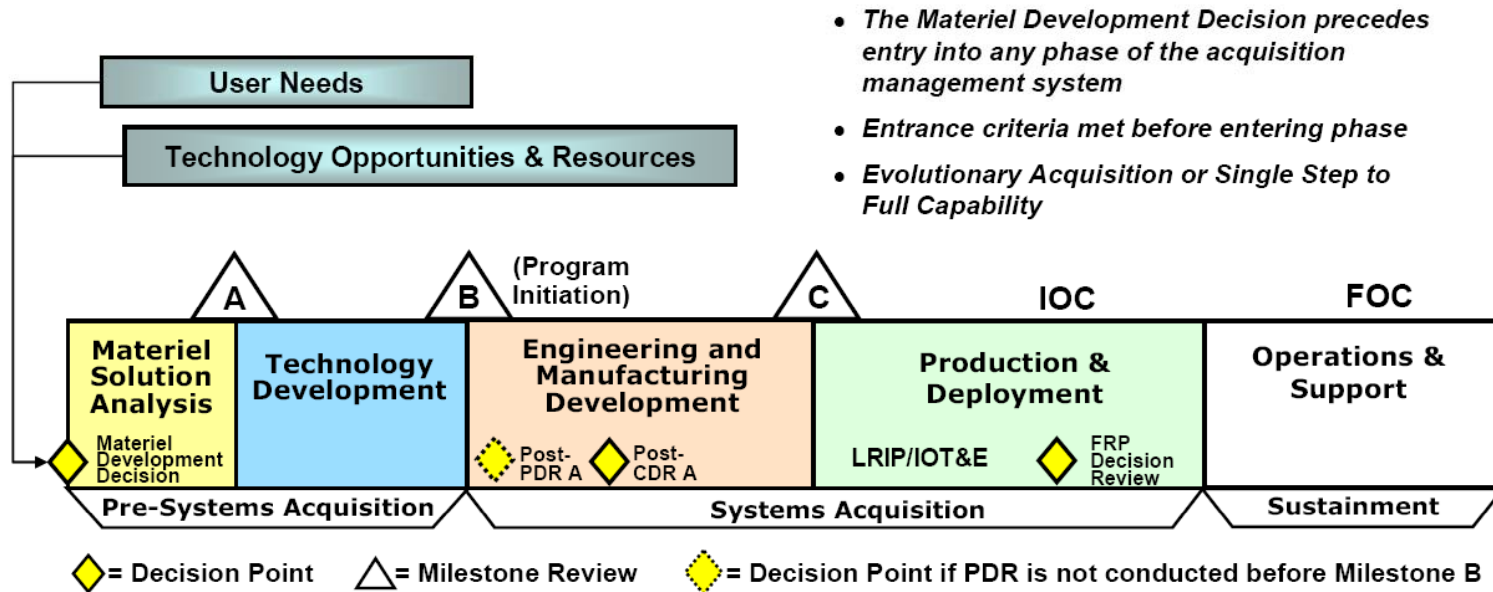 User Needs
Technology Opportunities & Resources
• The Materiel Development Decision precedes
entry into any phase of the acquisition
management system
• Entrance criteria met before entering phase
• Evolutionary Acquisition or Single Step to
Full Capability
A
B
(Program
Initiation)
C
IOC
FOC
Materiel
Solution
Analysis
Technology
Development
Engineering and
Manufacturing
Development
Production &
Deployment
Operations &
Support
Materiel
Development
Decision
Post-
PDR A
Post-
CDR A
LRIP/IOT&E
FRP
Decision
Review
Pre-Systems Acquisition
Systems Acquisition
Sustainment
= Decision Point
= Milestone Review
= Decision Point if PDR is not conducted before Milestone B